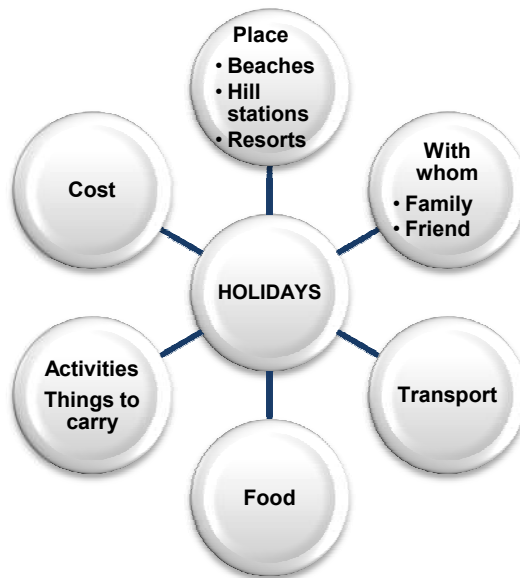 Place
• Beaches
• Hill
stations
• Resorts
With
whom
• Family
• Friend
Cost
HOLIDAYS
Activities
Things to
carry
Transport
Food